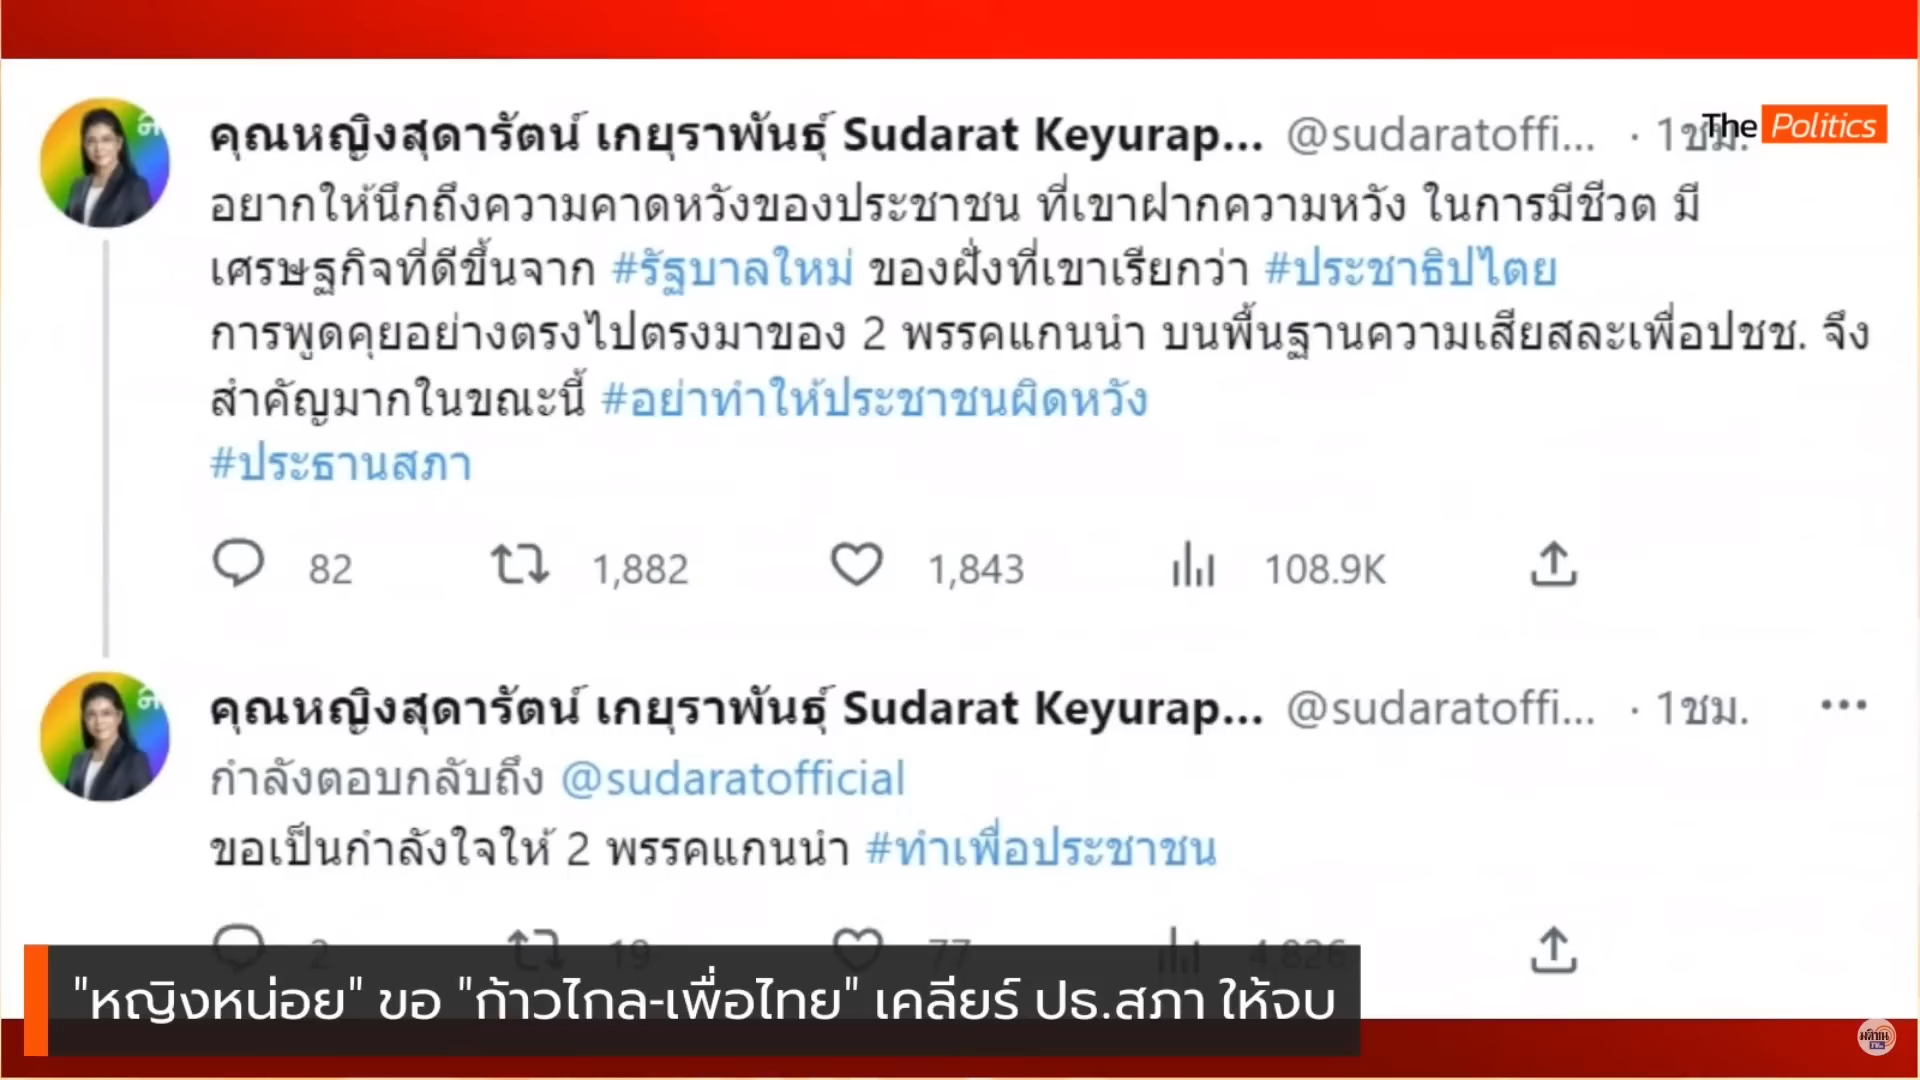 The Politics
คุณหญิงสุดารัตน์ เกยุราพันธุ์ Sudarat Keyurap... @sudaratoffi... · 1ชม.
อยากให้นึกถึงความคาดหวังของประชาชน ที่เขาฝากความหวัง ในการมีชีวิต มี
เศรษฐกิจที่ดีขึ้นจาก #รัฐบาลใหม่ ของฝั่งที่เขาเรียกว่า #ประชาธิปไตย
การพูดคุยอย่างตรงไปตรงมาของ 2 พรรคแกนนำ บนพื้นฐานความเสียสละเพื่อปชช. จึง
สำคัญมากในขณะนี้ #อย่าทำให้ประชาชนผิดหวัง
#ประธานสภา
82 1,882 1,843 108.9K
คุณหญิงสุดารัตน์ เกยุราพันธุ์ Sudarat Keyurap... @sudaratoffi... · 1ชม.
กำลังตอบกลับถึง @sudaratofficial
ขอเป็นกำลังใจให้ 2 พรรคแกนนำ #ทำเพื่อประชาชน
2 19 77 4,826
"หญิงหน่อย" ขอ "ก้าวไกล-เพื่อไทย" เคลียร์ ปธ.สภา ให้จบ
มติชน